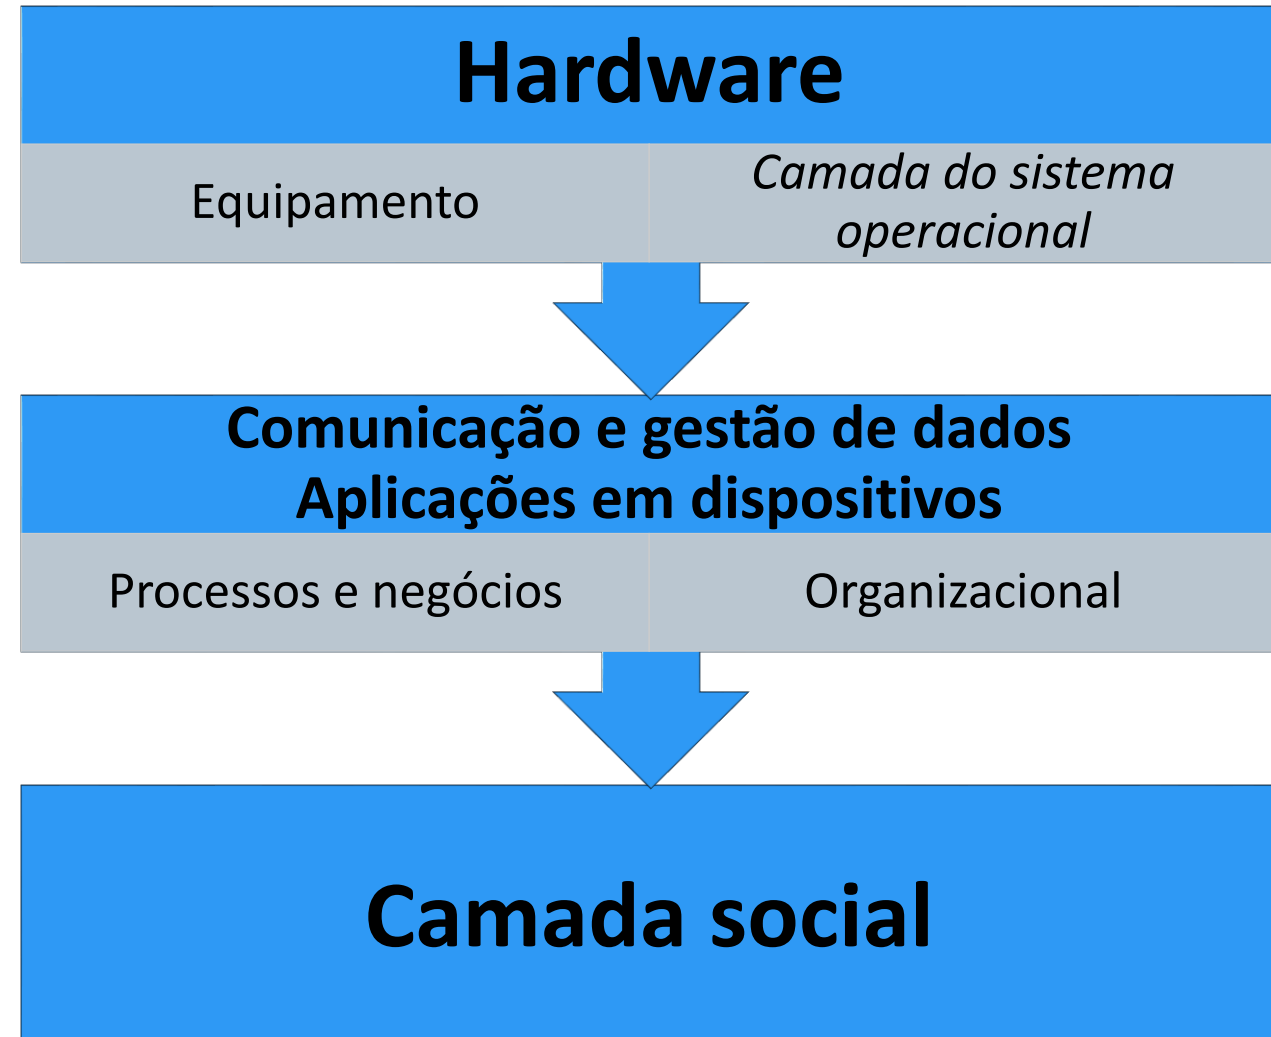 Hardware
Equipamento
Camada do sistema
operacional
Comunicação e gestão de dados
Aplicações em dispositivos
Processos e negócios
Organizacional
Camada social